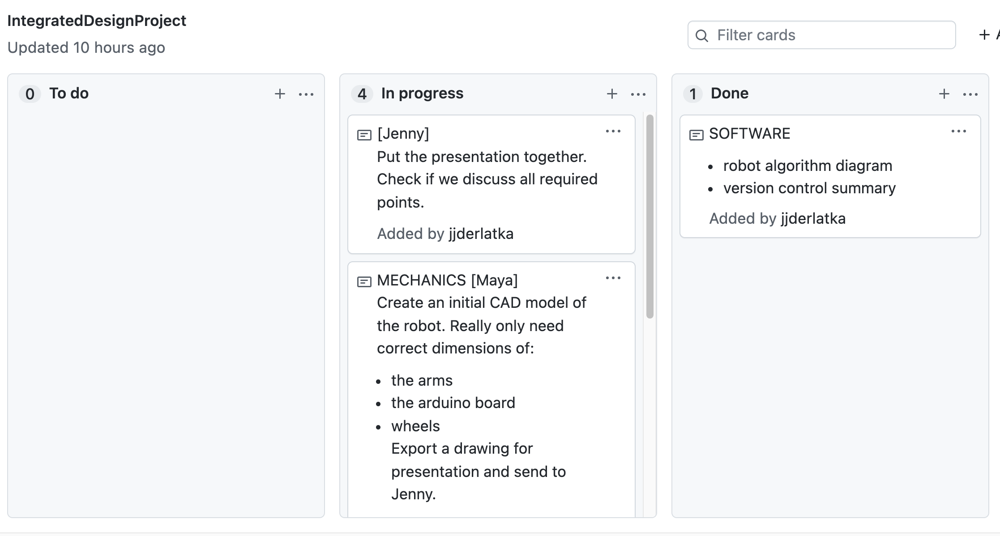 IntegratedDesignProject
Updated 10 hours ago
Filter cards
+
0 To do
4 In progress
[Jenny]
Put the presentation together.
Check if we discuss all required
points.
Added by jjderlatka
MECHANICS [Maya]
Create an initial CAD model of
the robot. Really only need
correct dimensions of:
• the arms
• the arduino board
• wheels
Export a drawing for
presentation and send to
Jenny.
1 Done
SOFTWARE
• robot algorithm diagram
• version control summary
Added by jjderlatka